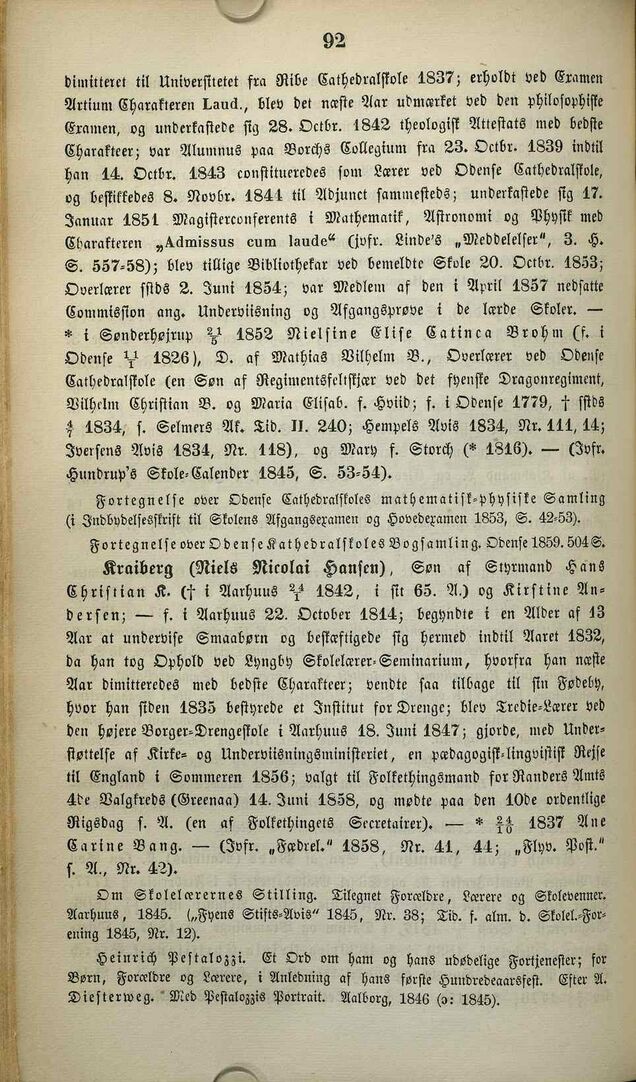 92
dimitteret til Universitetet fra Ribe Cathedralskole 1837; erholdt ved Examen
Artium Charakteren Laud., blev det næste Aar udmærket ved den philosophiske
Examen, og underkastede sig 28. Octbr. 1842 theologisk Attestats med bedste
Charakteer; var Alumnus paa Borchs Collegium fra 23. Octbr. 1839 indtil
han 14. Octbr. 1843 constitueredes som Lærer ved Odense Cathedralskole,
og beskikkedes 8. Novbr. 1844 til Adjunct sammesteds; underkastede sig 17.
Januar 1851 Magisterconferents i Mathematik, Astronomi og Physik med
Charakteren „Admissus cum laude“ (jvfr. Linde's „Meddelelser“, 3. H.
S. 557-58); blev tillige Bibliothekar ved bemeldte Skole 20. Octbr. 1853;
Overlærer sstds 2. Juni 1854; var Medlem af den i April 1857 nedsatte
Commission ang. Underviisning og Afgangsprøve i de lærde Skoler. —
* i Sønderhøjrup 21/5 1852 Nielsine Elise Catinca Brohm (f. i
Odense 11/1 1826), D. af Mathias Vilhelm B., Overlærer ved Odense
Cathedralskole (en Søn af Regimentsfeltskjær ved det fyenske Dragonregiment,
Vilhelm Christian B. og Maria Elisab. f. Hviid; f. i Odense 1779, † sstds
4/7 1834, s. Selmers Ak. Tid. II. 240; Hempels Avis 1834, Nr. 111, 14;
Iversens Avis 1834, Nr. 118), og Mary f. Storch (* 1816). — (Jvfr.
Hundrup's Skole-Calender 1845, S. 53-54).
Fortegnelse over Odense Cathedralskoles mathematisk-physiske Samling
(i Indbydelsesskrift til Skolens Afgangsexamen og Hovedexamen 1853, S. 42-53).
Fortegnelse over Odense Kathedralskoles Bogsamling. Odense 1859. 504 S.
Kraiberg (Niels Nicolai Hansen), Søn af Styrmand Hans
Christian K. († i Aarhuus 24/1 1842, i sit 65. A.) og Kirstine An-
dersen; — f. i Aarhuus 22. October 1814; begyndte i en Alder af 13
Aar at undervise Smaabørn og beskæftigede sig hermed indtil Aaret 1832,
da han tog Ophold ved Lyngby Skolelærer-Seminarium, hvorfra han næste
Aar dimitteredes med bedste Charakteer; vendte saa tilbage til sin Fødeby,
hvor han siden 1835 bestyrede et Institut for Drenge; blev Tredie-Lærer ved
den højere Borger-Drengeskole i Aarhuus 18. Juni 1847; gjorde, med Under-
støttelse af Kirke- og Underviisningsministeriet, en pædagogisk-lingvistisk Rejse
til England i Sommeren 1856; valgt til Folkethingsmand for Randers Amts
4de Valgkreds (Greenaa) 14. Juni 1858, og mødte paa den 10de ordentlige
Rigsdag s. A. (en af Folkethingets Secretairer). — * 24/10 1837 Ane
Carine Bang. — (Jvfr. „Fædrel.“ 1858, Nr. 41, 44; „Flyv. Post.“
s. A., Nr. 42).
Om Skolelærernes Stilling. Tilegnet Forældre, Lærere og Skolevenner.
Aarhuus, 1845. („Fyens Stifts-Avis“ 1845, Nr. 38; Tid. f. alm. d. Skolel.-For-
ening 1845, Nr. 12).
Heinrich Pestalozzi. Et Ord om ham og hans udødelige Fortjenester; for
Børn, Forældre og Lærere, i Anledning af hans første Hundredeaarsfest. Efter A.
Diesterweg. Med Pestalozzis Portrait. Aalborg, 1846 (ɔ: 1845).